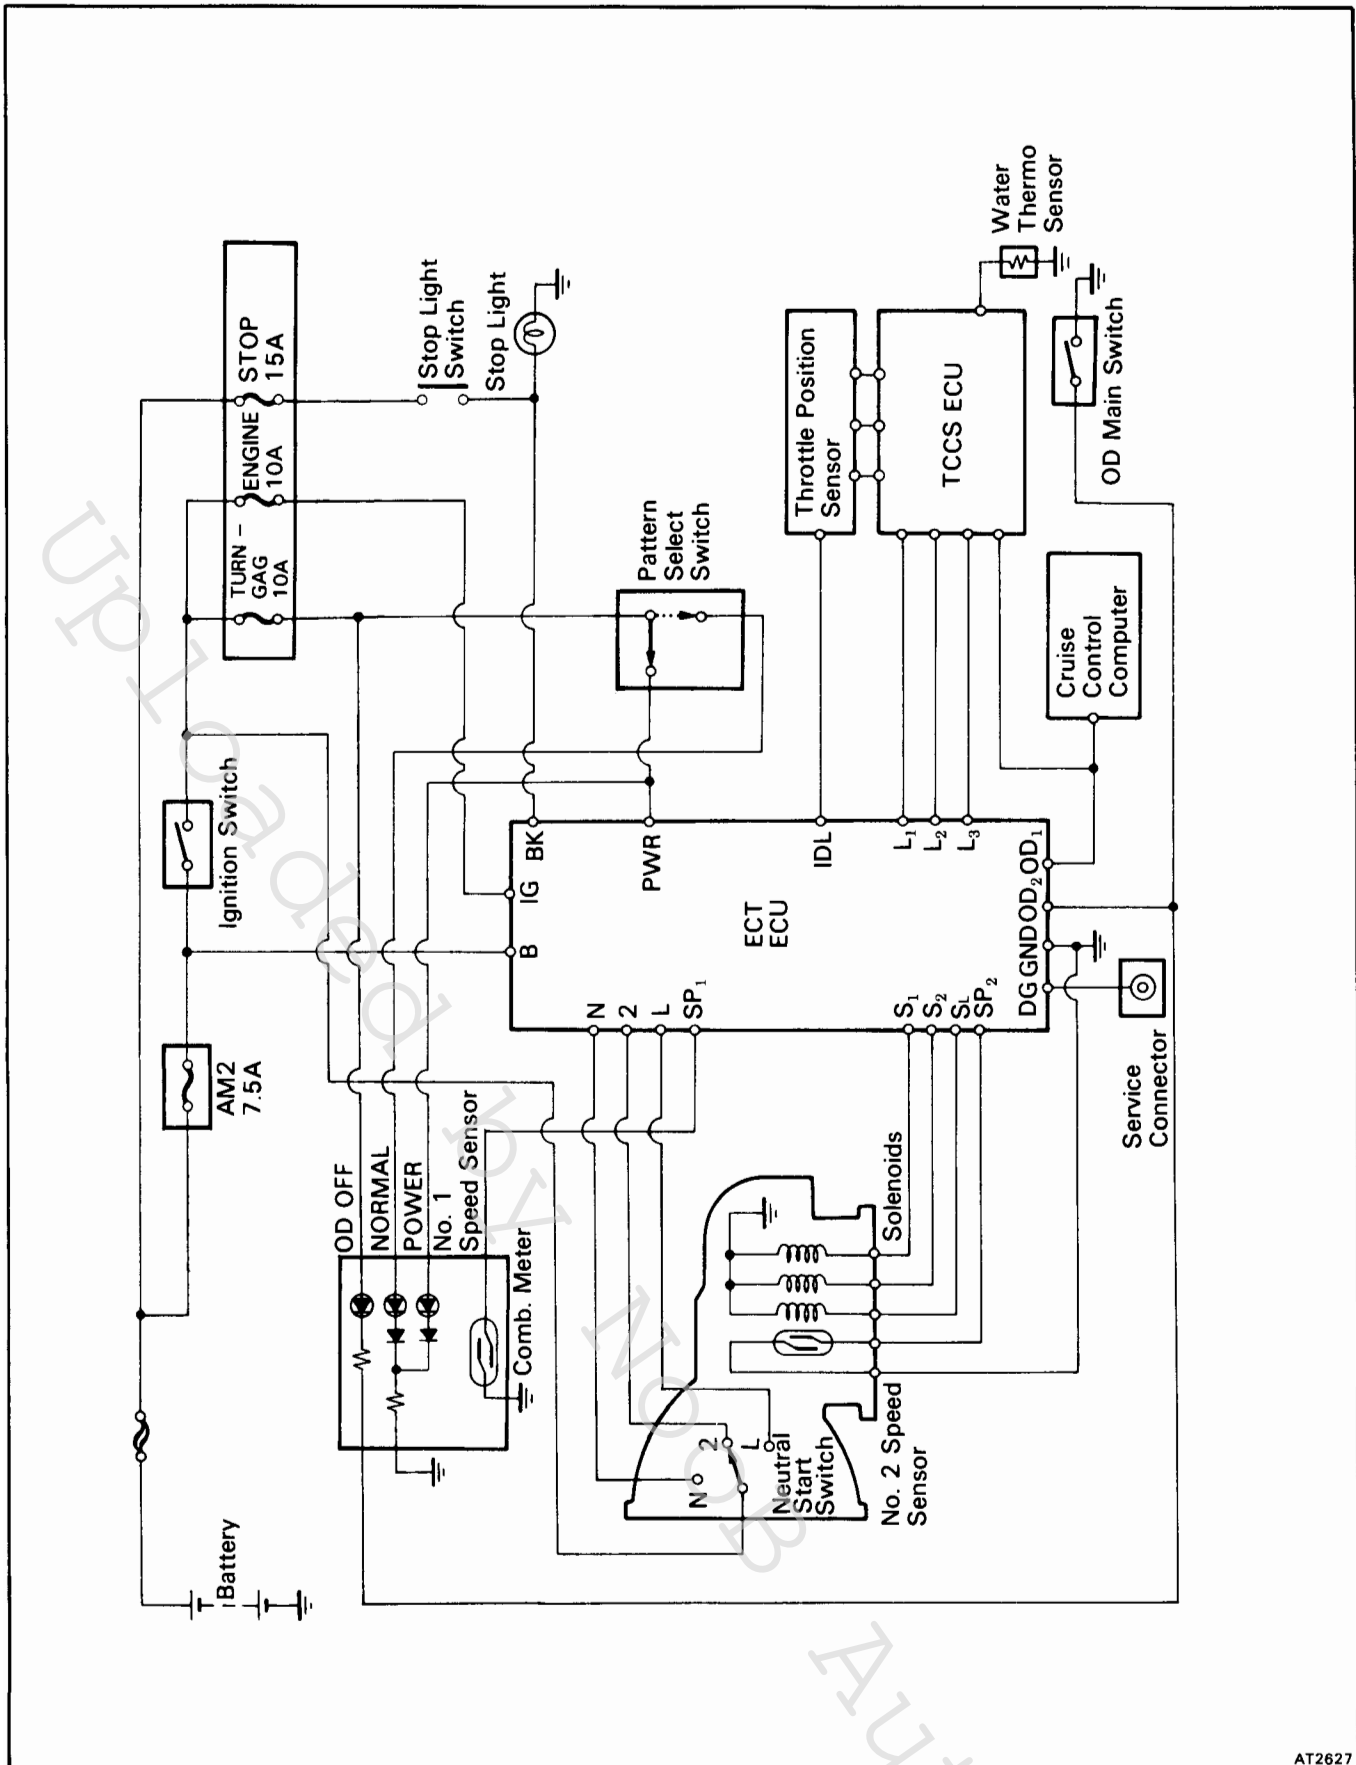 Battery
AM2
7.5A
Ignition Switch
TURN –
GAG
10A
ENGINE
10A
STOP
15A
Stop Light
Switch
Stop Light
OD OFF
NORMAL
POWER
No. 1
Speed Sensor
Comb. Meter
Pattern
Select
Switch
BK
IG
B
PWR
IDL
L₁
L₂
L₃
OD₁
OD₂
GND
DG
N
2
L
SP₁
S₁
S₂
SL
SP₂
ECT
ECU
Throttle Position
Sensor
TCCS ECU
Water
Thermo
Sensor
OD Main Switch
Cruise
Control
Computer
Service
Connector
Solenoids
N
2
L
Neutral
Start
Switch
No. 2 Speed
Sensor
Uploaded by NooB Aut
AT2627